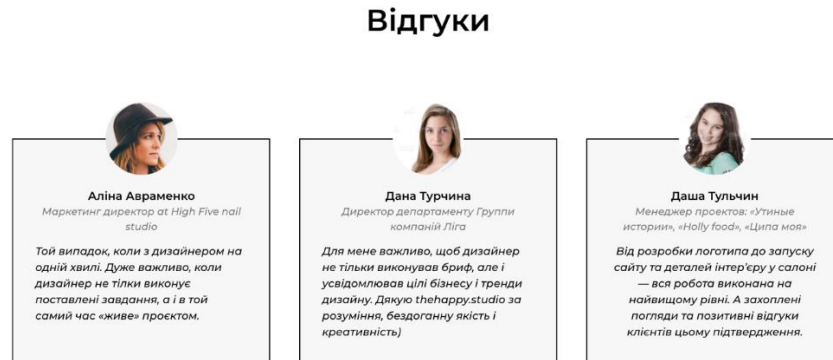 Відгуки
Аліна Авраменко
Маркетинг директор at High Five nail
studio
Той випадок, коли з дизайнером на
одній хвилі. Дуже важливо, коли
дизайнер не тілки виконує
поставлені завдання, а і в той
самий час «живе» проєктом.
Дана Турчина
Директор департаменту Группи
компаній Ліга
Для мене важливо, щоб дизайнер
не тільки виконував бриф, але і
усвідомлював цілі бізнесу і тренди
дизайну. Дякую thehappy.studio за
розуміння, бездоганну якість і
креативність)
Даша Тульчин
Менеджер проектов: «Утиные
истории», «Holly food», «Ципа моя»
Від розробки логотипа до запуску
сайту та деталей інтер'єру у салоні
— вся робота виконана на
найвищому рівні. А захоплені
погляди та позитивні відгуки
клієнтів цьому підтвердження.